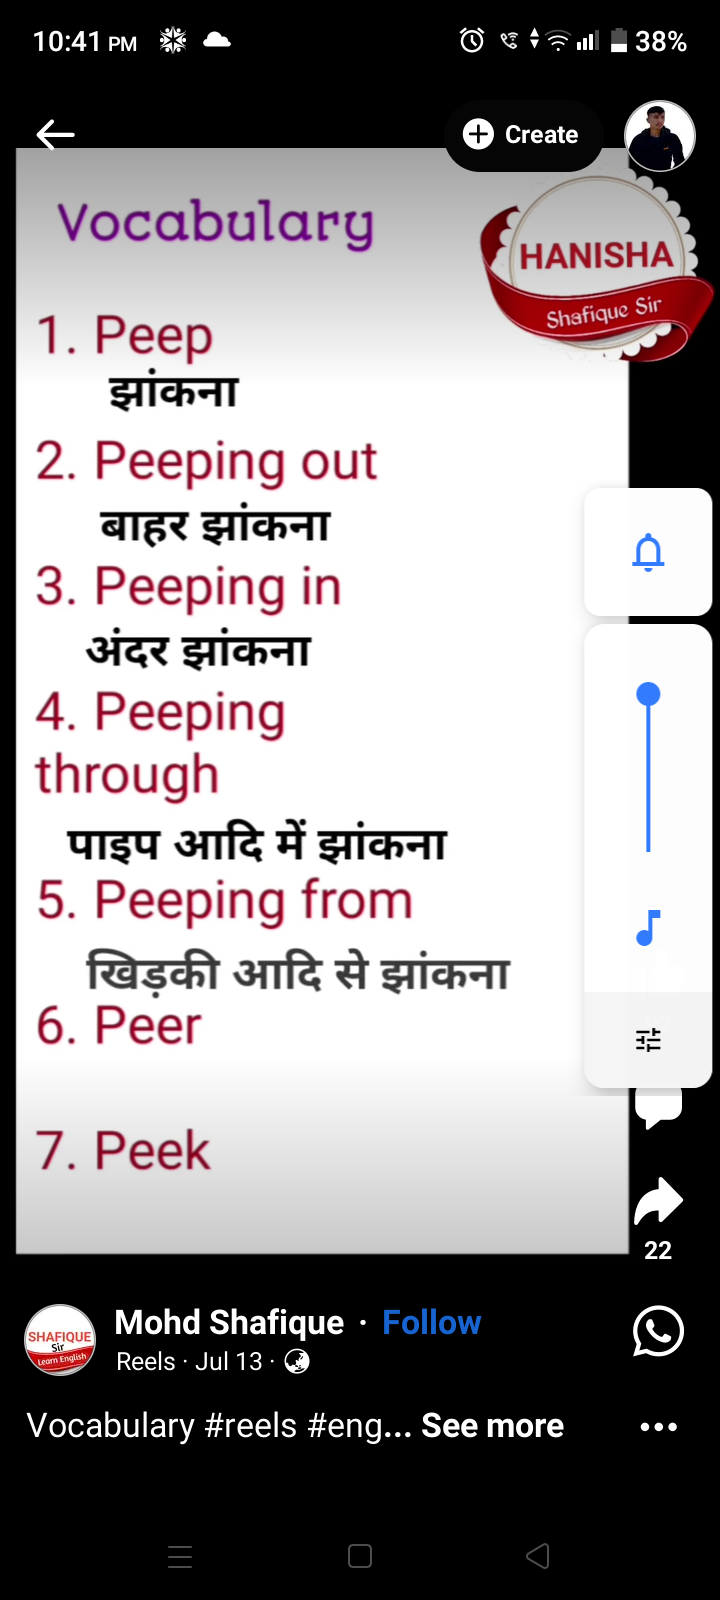 10:41 PM
38%
Create
Vocabulary
HANISHA
Shafique Sir
1. Peep
झांकना
2. Peeping out
बाहर झांकना
3. Peeping in
अंदर झांकना
4. Peeping
through
पाइप आदि में झांकना
5. Peeping from
खिड़की आदि से झांकना
6. Peer
7. Peek
22
SHAFIQUE
Sir
Learn English
Mohd Shafique · Follow
Reels · Jul 13 ·
Vocabulary #reels #eng... See more